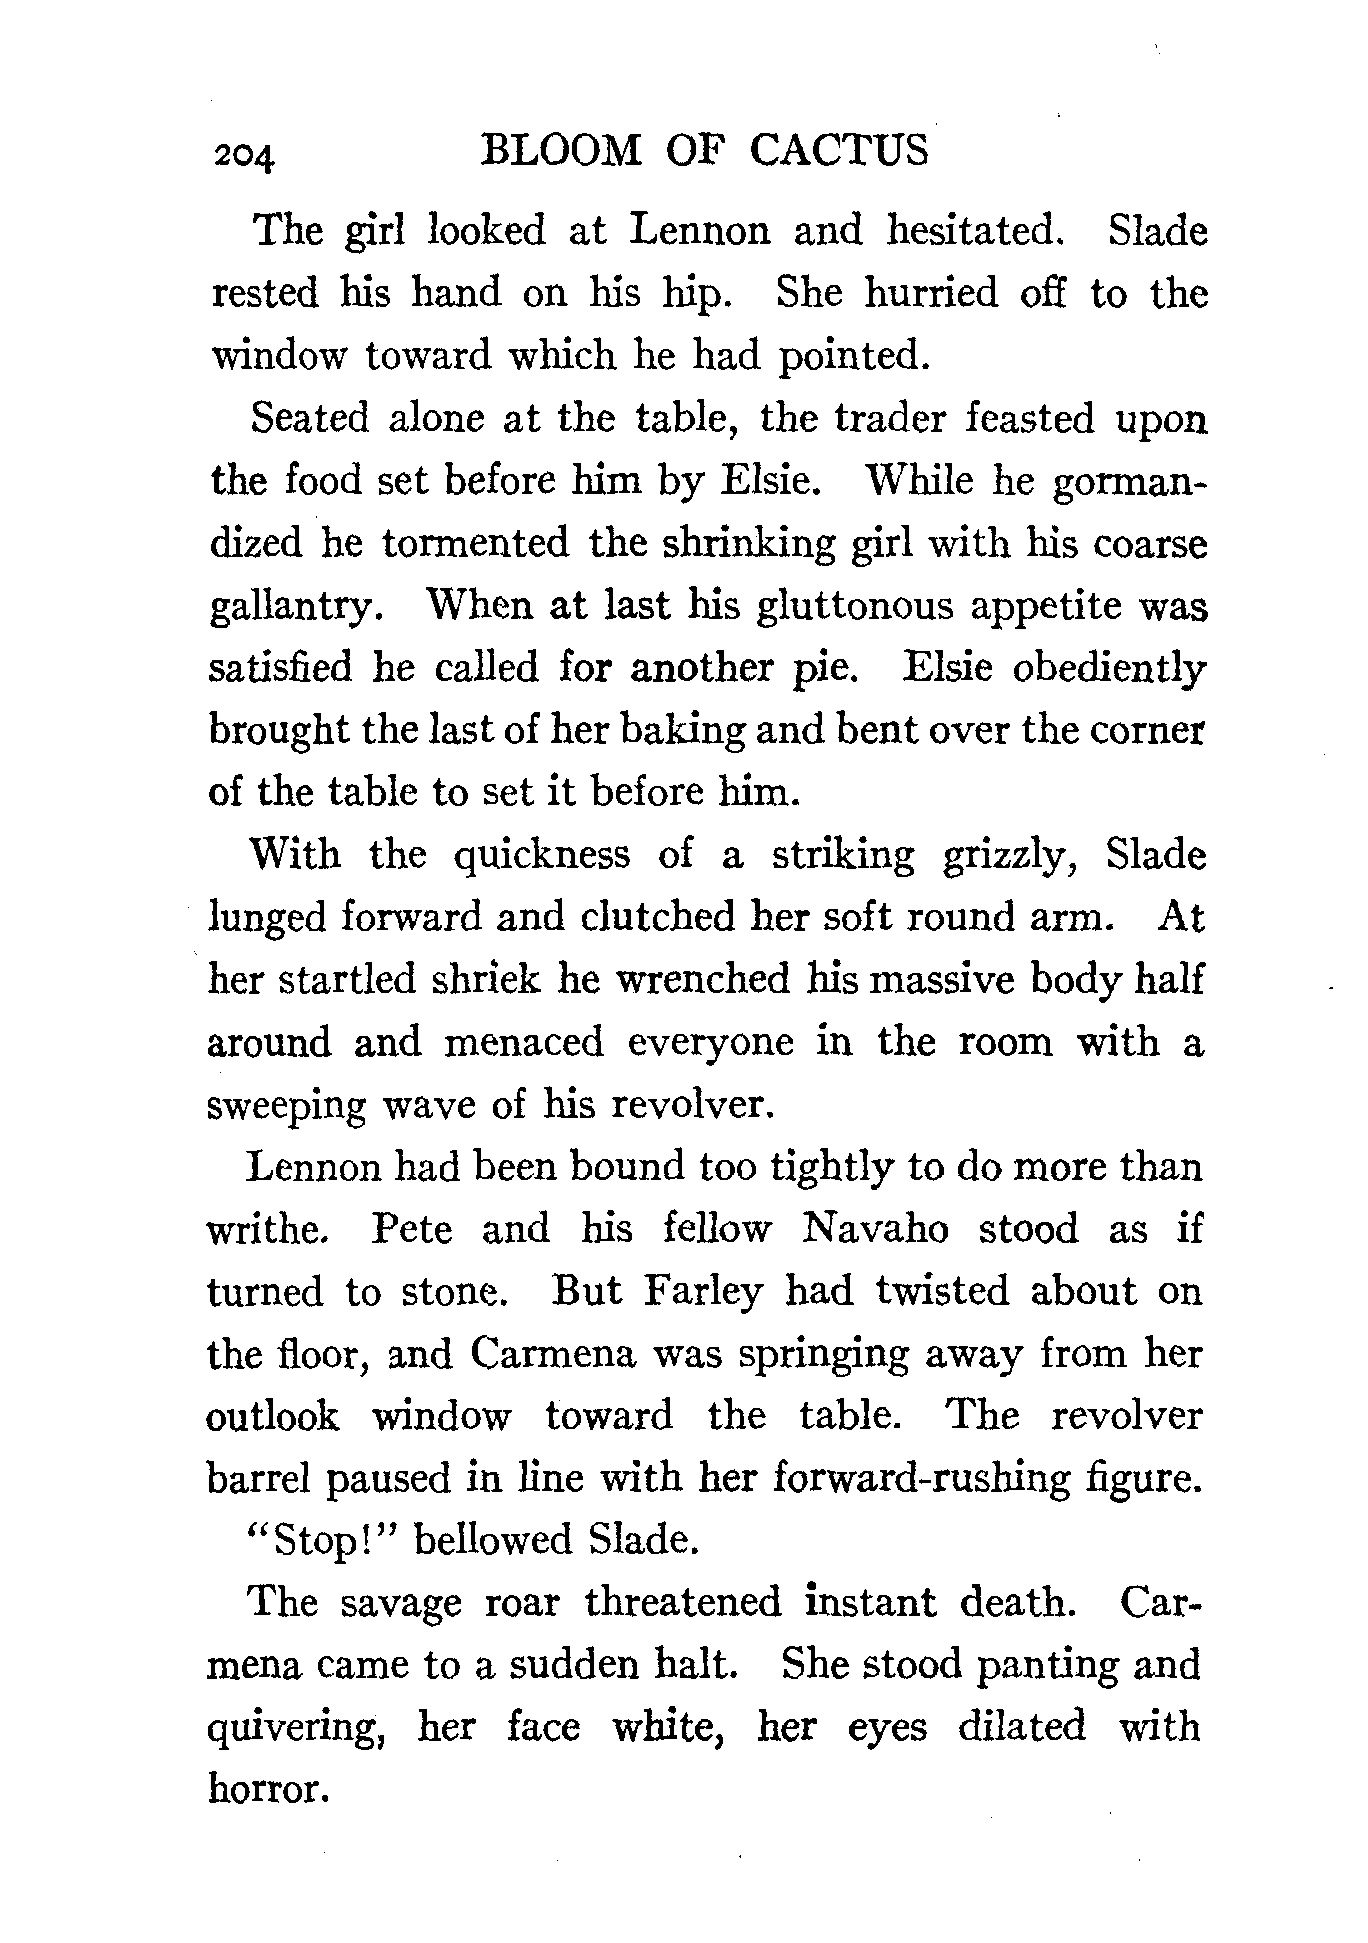 204 BLOOM OF CACTUS
The girl looked at Lennon and hesitated. Slade
rested his hand on his hip. She hurried off to the
window toward which he had pointed.
Seated alone at the table, the trader feasted upon
the food set before him by Elsie. While he gorman-
dized he tormented the shrinking girl with his coarse
gallantry. When at last his gluttonous appetite was
satisfied he called for another pie. Elsie obediently
brought the last of her baking and bent over the corner
of the table to set it before him.
With the quickness of a striking grizzly, Slade
lunged forward and clutched her soft round arm. At
her startled shriek he wrenched his massive body half
around and menaced everyone in the room with a
sweeping wave of his revolver.
Lennon had been bound too tightly to do more than
writhe. Pete and his fellow Navaho stood as if
turned to stone. But Farley had twisted about on
the floor, and Carmena was springing away from her
outlook window toward the table. The revolver
barrel paused in line with her forward-rushing figure.
"Stop!" bellowed Slade.
The savage roar threatened instant death. Car-
mena came to a sudden halt. She stood panting and
quivering, her face white, her eyes dilated with
horror.